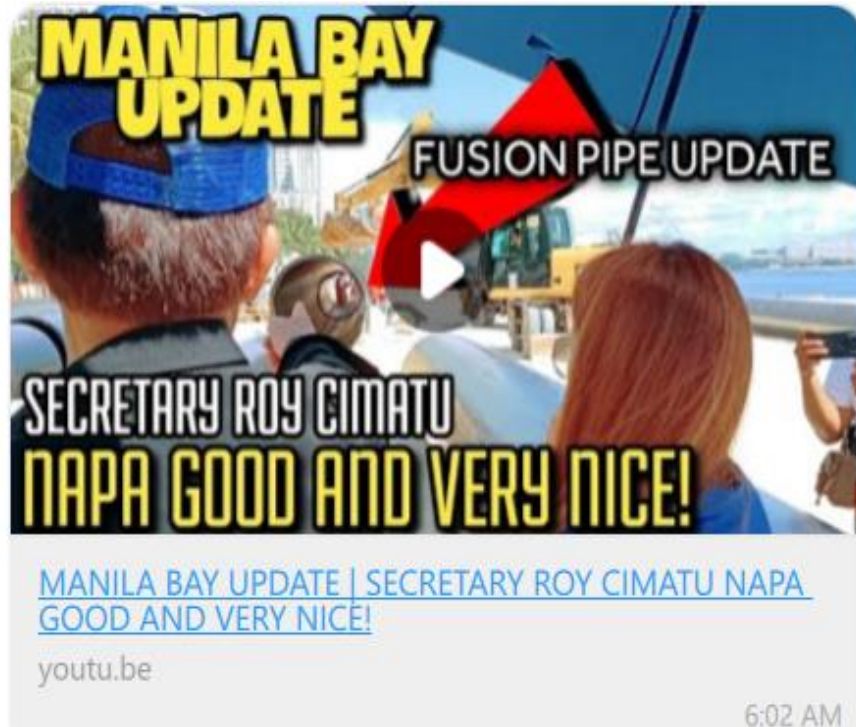 MANILA BAY
UPDATE
FUSION PIPE UPDATE
SECRETARY ROY CIMATU
NAPA GOOD AND VERY NICE!
MANILA BAY UPDATE | SECRETARY ROY CIMATU NAPA
GOOD AND VERY NICE!
youtu.be
6:02 AM